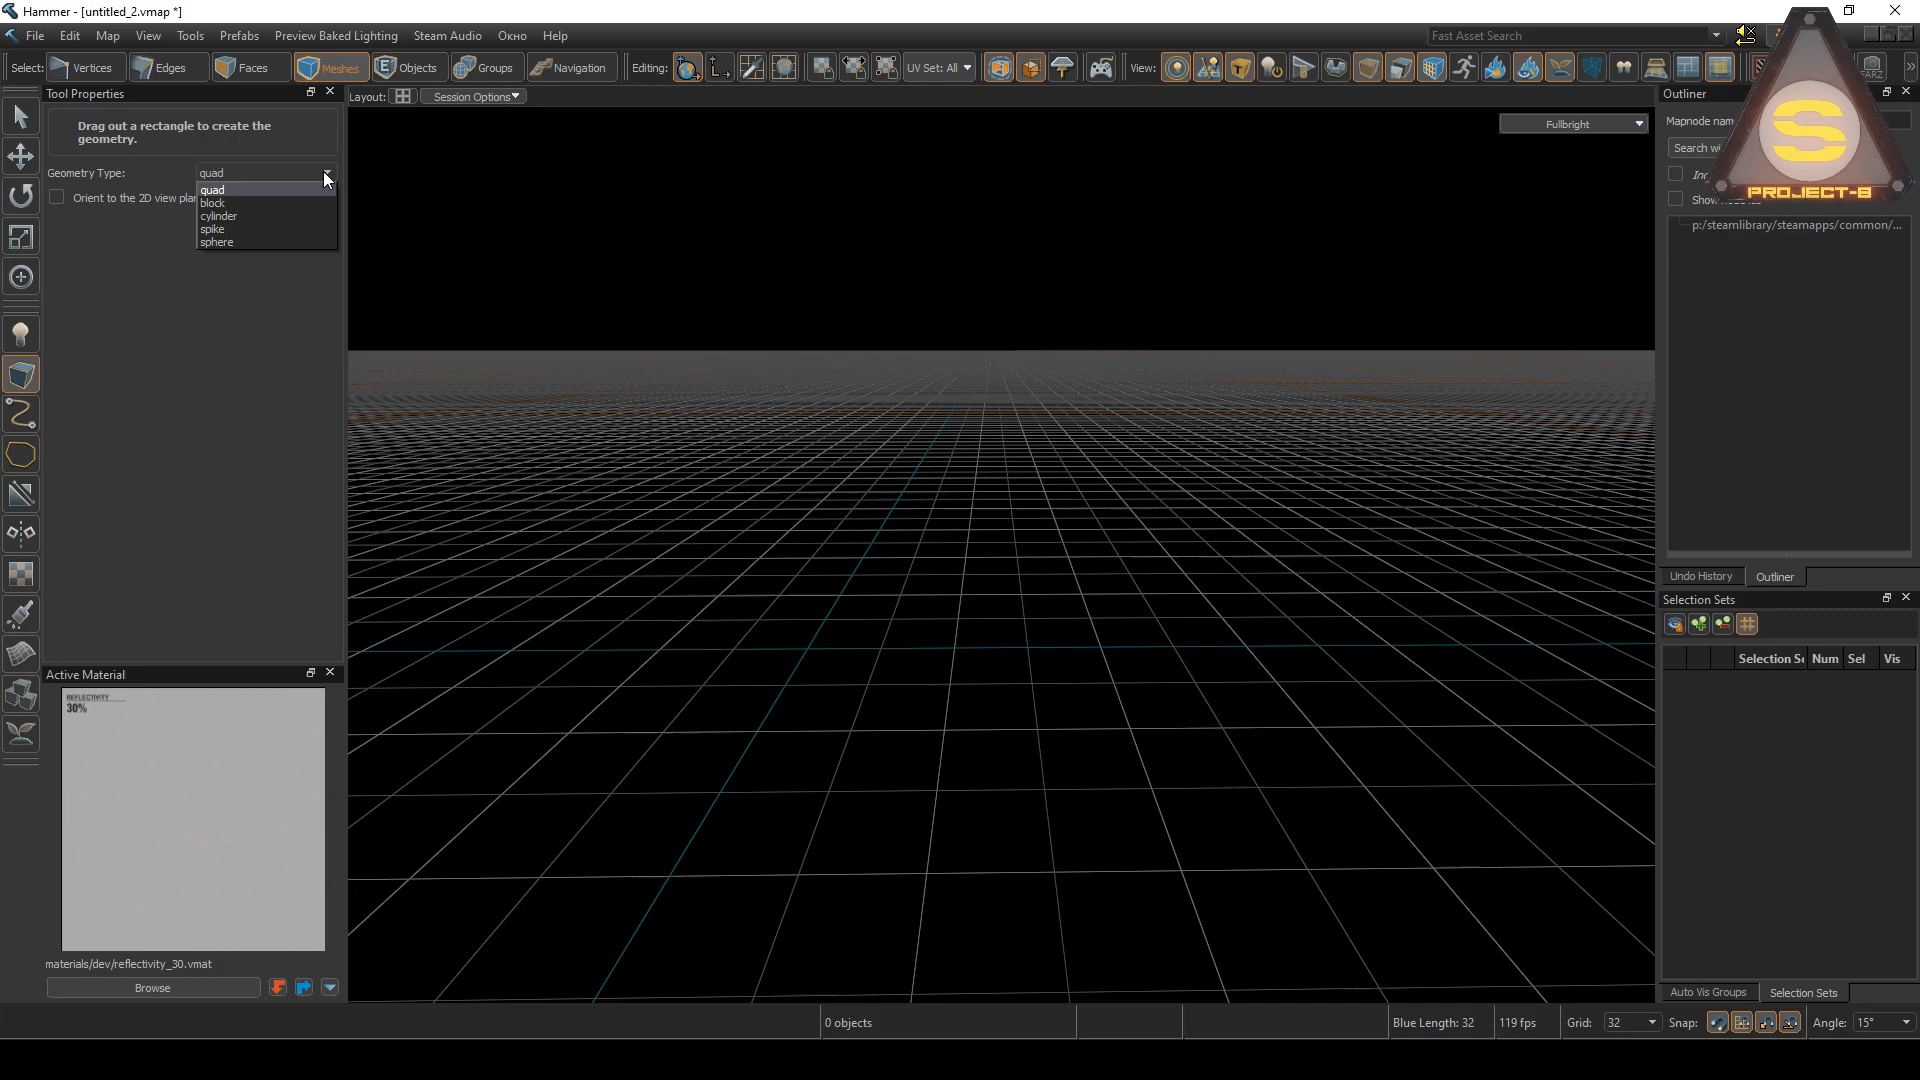 Hammer - [untitled_2.vmap *]
File Edit Map View Tools Prefabs Preview Baked Lighting Steam Audio Окно Help
Fast Asset Search
Select: Vertices Edges Faces Meshes Objects Groups Navigation Editing: UV Set: All View:
Tool Properties
Layout: Session Options
Outliner
Drag out a rectangle to create the
geometry.
Fullbright
Mapnode nam
Search wi
Geometry Type: quad
quad
block
cylinder
spike
sphere
Orient to the 2D view plan
S
PROJECT-8
Show
p:/steamlibrary/steamapps/common/...
Undo History Outliner
Selection Sets
Selection Se Num Sel Vis
Active Material
REFLECTIVITY
30%
materials/dev/reflectivity_30.vmat
Browse
Auto Vis Groups Selection Sets
0 objects
Blue Length: 32 119 fps Grid: 32 Snap: Angle: 15°